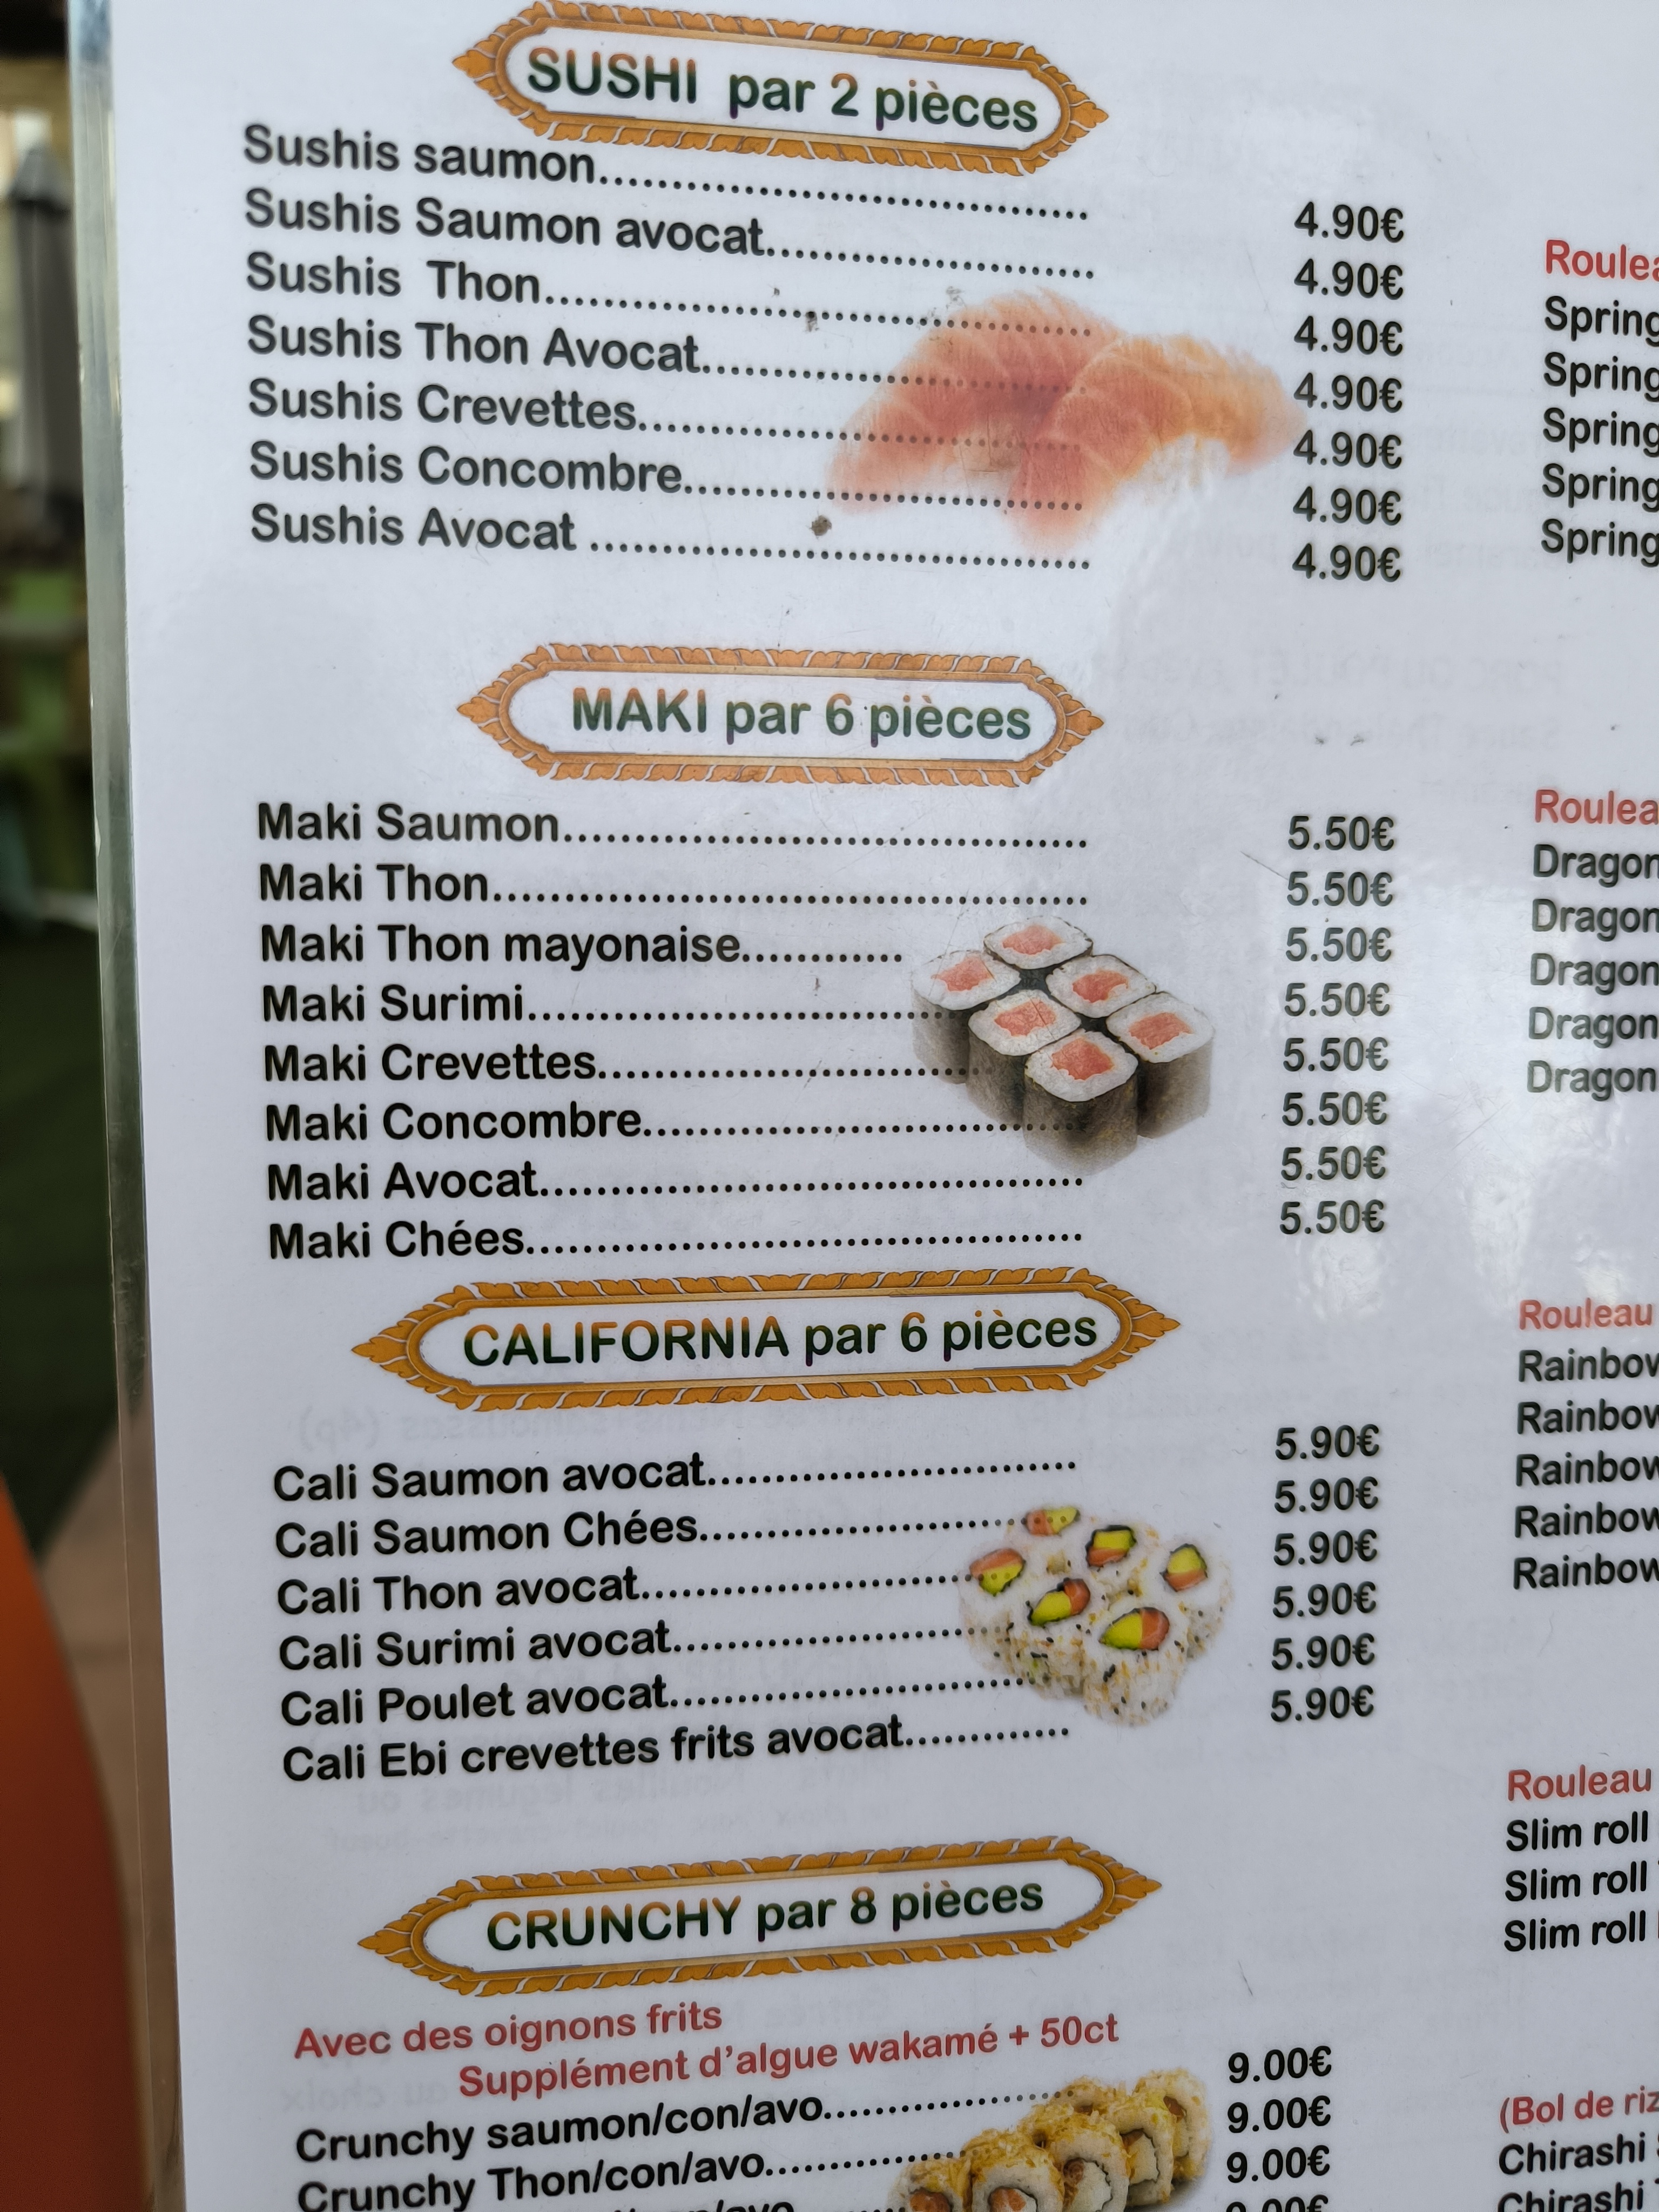 SUSHI par 2 pièces
Sushis saumon.................................. 4.90€
Sushis Saumon avocat....................... 4.90€
Sushis Thon...................................... 4.90€
Sushis Thon Avocat........................... 4.90€
Sushis Crevettes............................... 4.90€
Sushis Concombre............................ 4.90€
Sushis Avocat ................................... 4.90€
MAKI par 6 pièces
Maki Saumon..................................... 5.50€
Maki Thon.......................................... 5.50€
Maki Thon mayonaise............ 5.50€
Maki Surimi.............................. 5.50€
Maki Crevettes............................ 5.50€
Maki Concombre............................... 5.50€
Maki Avocat...................................... 5.50€
Maki Chées....................................... 5.50€
CALIFORNIA par 6 pièces
Cali Saumon avocat........................... 5.90€
Cali Saumon Chées........................ 5.90€
Cali Thon avocat......................... 5.90€
Cali Surimi avocat........................ 5.90€
Cali Poulet avocat.......................... 5.90€
Cali Ebi crevettes frits avocat............. 5.90€
CRUNCHY par 8 pièces
Avec des oignons frits
Supplément d'algue wakamé + 50ct
Crunchy saumon/con/avo.................. 9.00€
Crunchy Thon/con/avo.............. 9.00€
9.00€
Spring
Spring
Spring
Spring
Spring
Dragon
Dragon
Dragon
Dragon
Dragon
Rouleau
Rainbow
Rainbow
Rainbow
Rainbow
Rainbow
Rouleau
Slim roll
Slim roll
Slim roll
(Bol de riz
Chirashi
Chirashi